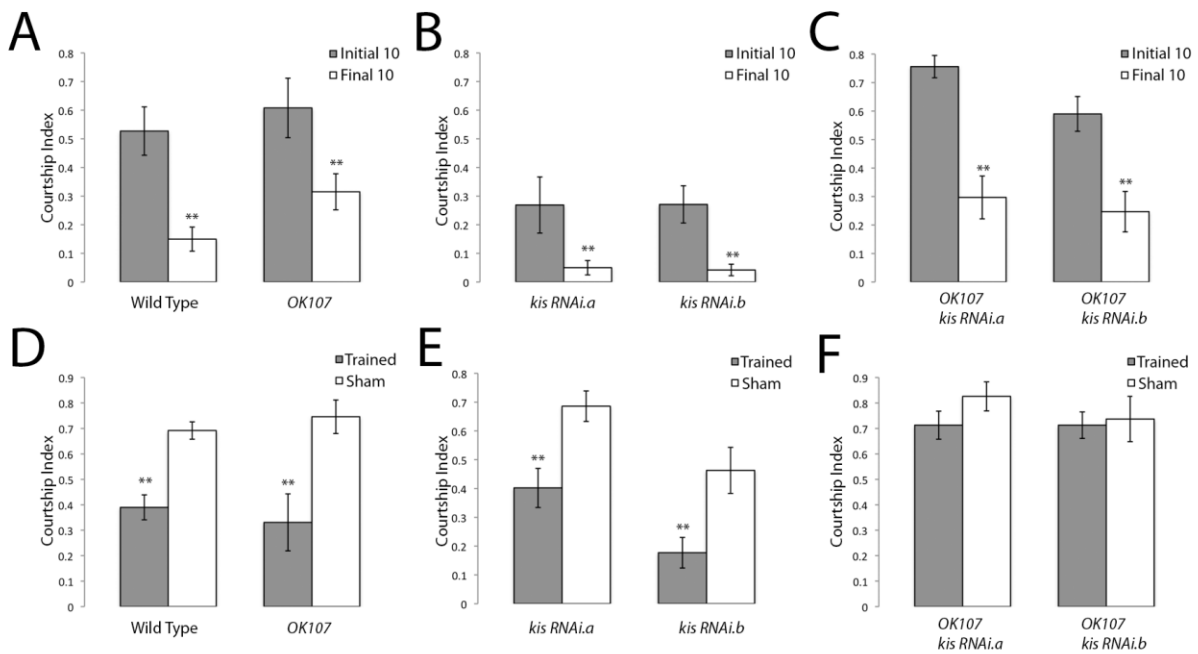 A
Courtship Index
0.8
0.7
0.6
0.5
0.4
0.3
0.2
0.1
0
Initial 10
Final 10
**
**
Wild Type
OK107
B
Courtship Index
0.8
0.7
0.6
0.5
0.4
0.3
0.2
0.1
0
Initial 10
Final 10
**
**
kis RNAi.a
kis RNAi.b
C
Courtship Index
0.8
0.7
0.6
0.5
0.4
0.3
0.2
0.1
0
Initial 10
Final 10
**
**
OK107
kis RNAi.a
OK107
kis RNAi.b
D
Courtship Index
0.9
0.8
0.7
0.6
0.5
0.4
0.3
0.2
0.1
0
Trained
Sham
**
**
Wild Type
OK107
E
Courtship Index
0.8
0.7
0.6
0.5
0.4
0.3
0.2
0.1
0
Trained
Sham
**
**
kis RNAi.a
kis RNAi.b
F
Courtship Index
0.9
0.8
0.7
0.6
0.5
0.4
0.3
0.2
0.1
0
Trained
Sham
OK107
kis RNAi.a
OK107
kis RNAi.b